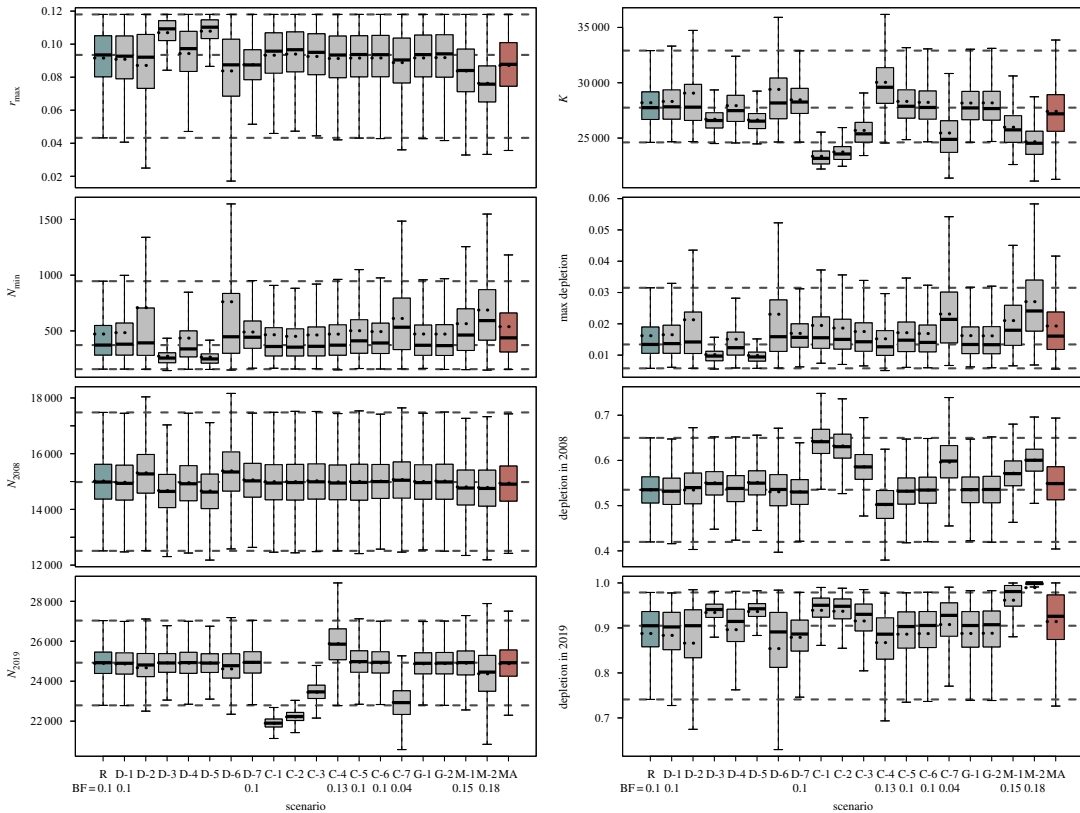 0.12
0.10
0.08
0.06
0.04
0.02
r max
35 000
30 000
25 000
K
1500
1000
500
N min
0.06
0.05
0.04
0.03
0.02
0.01
max depletion
18 000
16 000
14 000
12 000
N 2008
0.7
0.6
0.5
0.4
depletion in 2008
28 000
26 000
24 000
22 000
N 2019
1.0
0.9
0.8
0.7
depletion in 2019
R D-1 D-2 D-3 D-4 D-5 D-6 D-7 C-1 C-2 C-3 C-4 C-5 C-6 C-7 G-1 G-2 M-1 M-2 MA
BF = 0.1 0.1 0.1 0.13 0.1 0.1 0.04 0.15 0.18
scenario
R D-1 D-2 D-3 D-4 D-5 D-6 D-7 C-1 C-2 C-3 C-4 C-5 C-6 C-7 G-1 G-2 M-1 M-2 MA
BF = 0.1 0.1 0.1 0.13 0.1 0.1 0.04 0.15 0.18
scenario